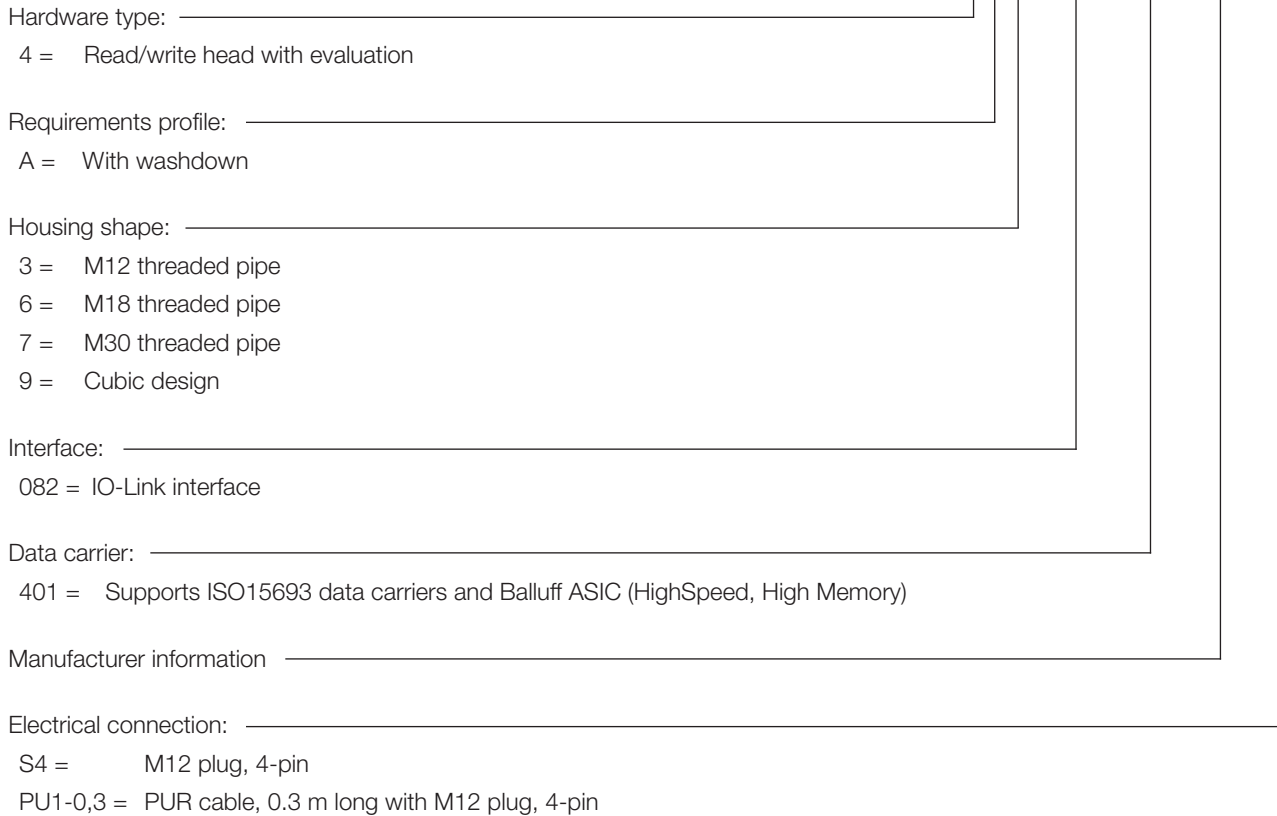 Hardware type:
4 = Read/write head with evaluation
Requirements profile:
A = With washdown
Housing shape:
3 = M12 threaded pipe
6 = M18 threaded pipe
7 = M30 threaded pipe
9 = Cubic design
Interface:
082 = IO-Link interface
Data carrier:
401 = Supports ISO15693 data carriers and Balluff ASIC (HighSpeed, High Memory)
Manufacturer information
Electrical connection:
S4 = M12 plug, 4-pin
PU1-0,3 = PUR cable, 0.3 m long with M12 plug, 4-pin